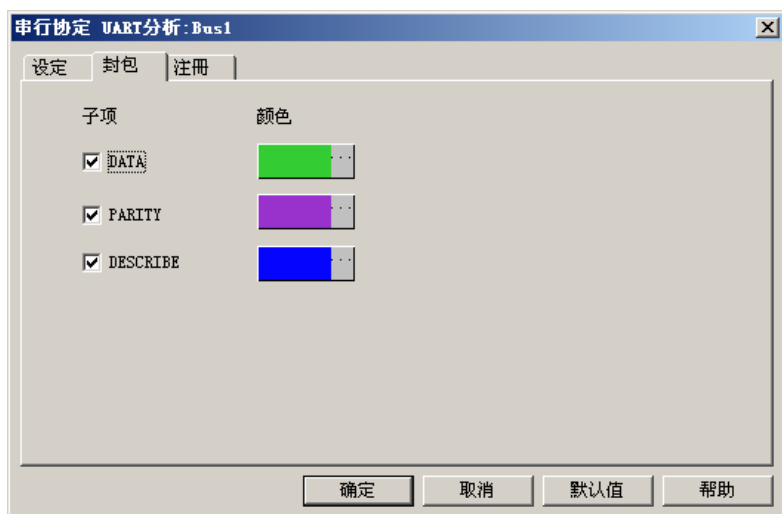 串行协定 UART分析:Bus1
设定 封包 注冊
子项 颜色
DATA ...
PARITY ...
DESCRIBE ...
确定 取消 默认值 帮助